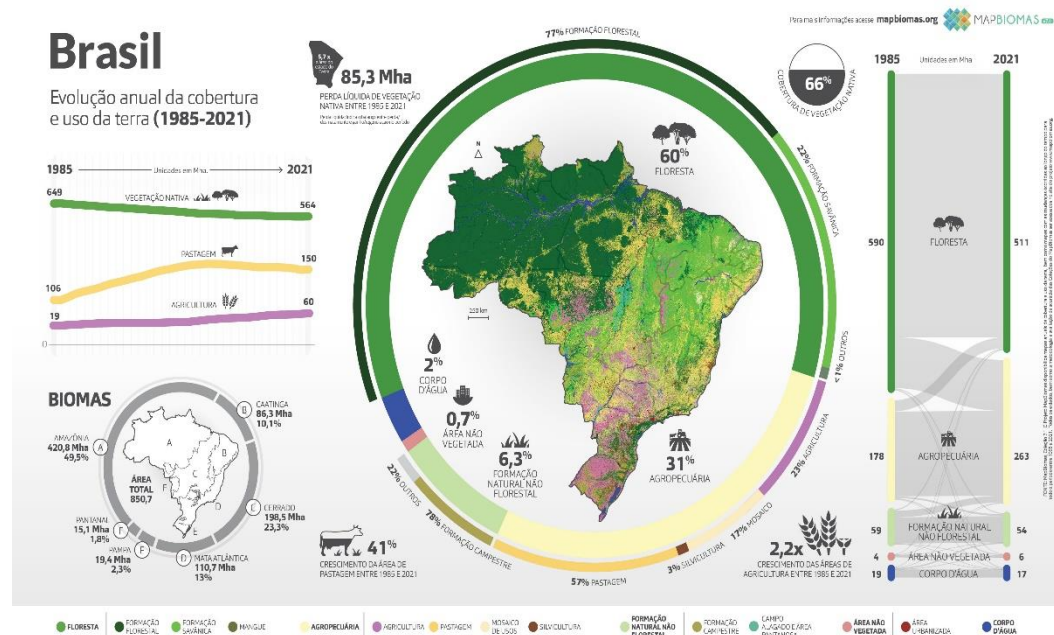 Para mais informações acesse mapbiomas.org
MAPBIOMAS
Brasil
Evolução anual da cobertura
e uso da terra (1985-2021)
85,3 Mha
PERDA LÍQUIDA DE VEGETAÇÃO
NATIVA ENTRE 1985 E 2021
77% FORMAÇÃO FLORESTAL
66%
COBERTURA DE VEGETAÇÃO NATIVA
1985
Unidades em Mha.
2021
649
VEGETAÇÃO NATIVA
564
PASTAGEM
150
106
AGRICULTURA
60
19
0
N
60%
FLORESTA
22% FORMAÇÃO SAVÂNICA
<1% OUTROS
2%
CORPO
D'ÁGUA
0,7%
ÁREA NÃO
VEGETADA
6,3%
FORMAÇÃO
NATURAL NÃO
FLORESTAL
31%
AGROPECUÁRIA
23% AGRICULTURA
17% MOSAICO
3% SILVICULTURA
57% PASTAGEM
78% FORMAÇÃO CAMPESTRE
22% OUTROS
41%
CRESCIMENTO DA ÁREA DE
PASTAGEM ENTRE 1985 E 2021
2,2x
CRESCIMENTO DAS ÁREAS DE
AGRICULTURA ENTRE 1985 E 2021
BIOMAS
AMAZÔNIA
420,8 Mha
49,5%
A
CAATINGA
86,3 Mha
10,1%
B
CERRADO
198,5 Mha
23,3%
MATA ATLÂNTICA
110,7 Mha
13%
D
PAMPA
19,4 Mha
2,3%
PANTANAL
15,1 Mha
1,8%
ÁREA
TOTAL
850,7
A
B
C
D
E
F
1985
Unidades em Mha
2021
590
FLORESTA
511
178
AGROPECUÁRIA
263
59
FORMAÇÃO NATURAL
NÃO FLORESTAL
54
4
ÁREA NÃO VEGETADA
6
19
CORPO D'ÁGUA
17
FLORESTA
FORMAÇÃO
FLORESTAL
FORMAÇÃO
SAVÂNICA
MANGUE
AGROPECUÁRIA
AGRICULTURA
PASTAGEM
MOSAICO
DE USOS
SILVICULTURA
FORMAÇÃO
NATURAL NÃO
FLORESTAL
FORMAÇÃO
CAMPESTRE
CAMPO
ALAGADO E ÁREA
PANTANOSA
ÁREA NÃO
VEGETADA
ÁREA
URBANIZADA
CORPO
D'ÁGUA